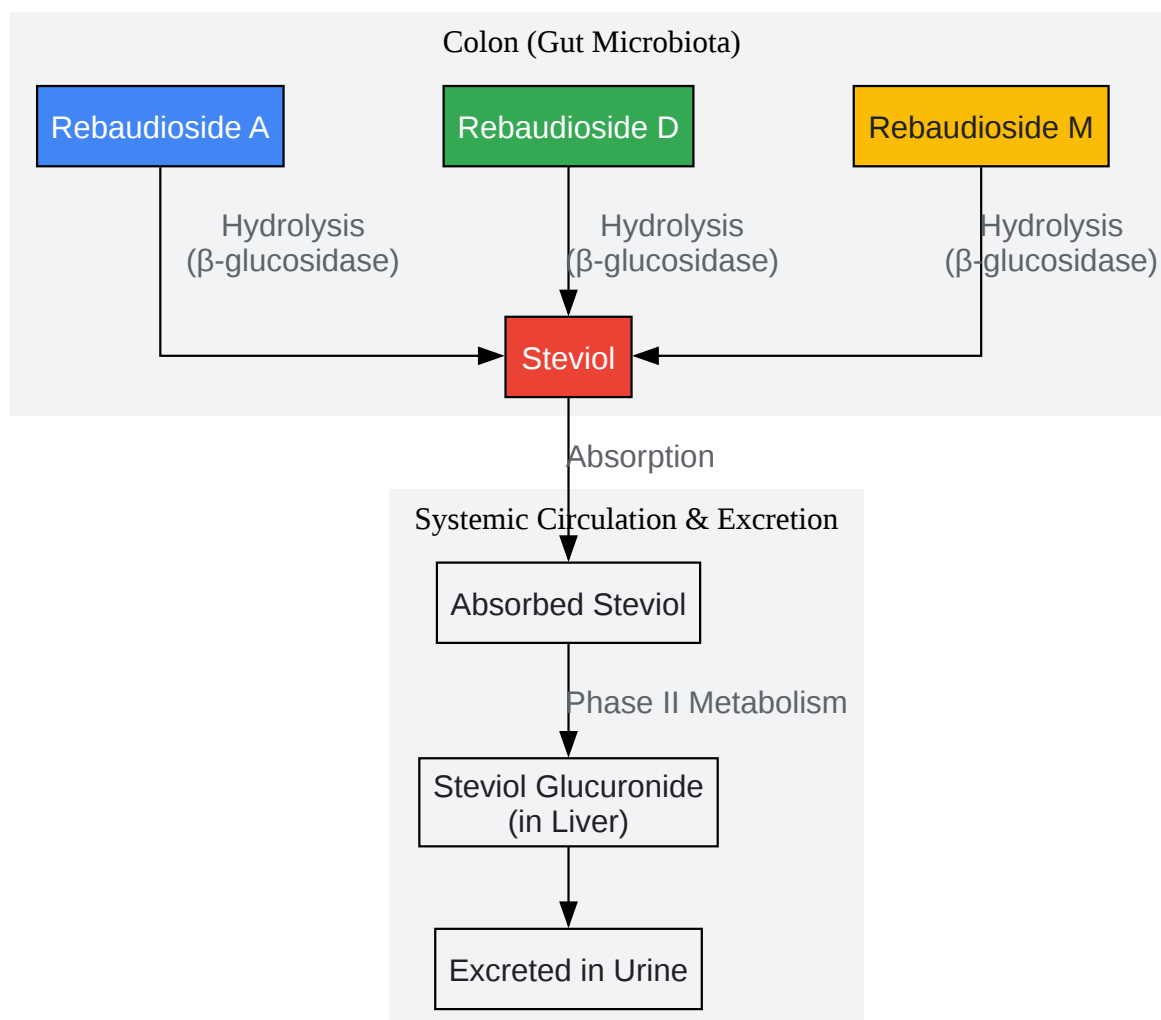 Colon (Gut Microbiota)
Rebaudioside A
Rebaudioside D
Rebaudioside M
Hydrolysis
(β-glucosidase)
Hydrolysis
(β-glucosidase)
Hydrolysis
(β-glucosidase)
Steviol
Absorption
Systemic Circulation & Excretion
Absorbed Steviol
Phase II Metabolism
Steviol Glucuronide
(in Liver)
Excreted in Urine